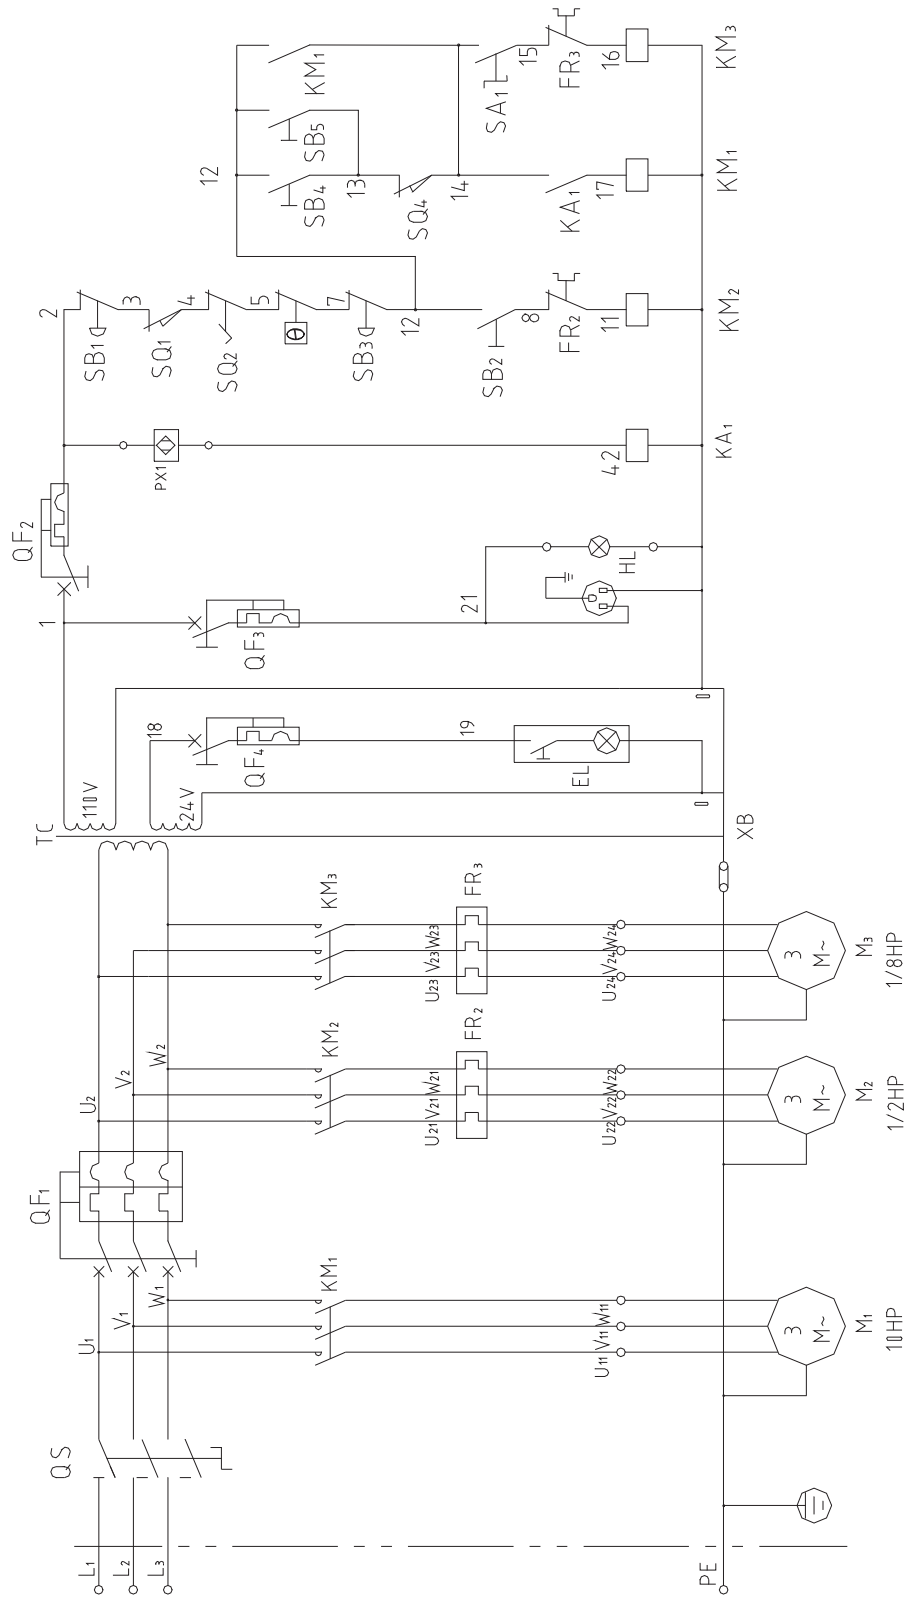 L1
L2
L3
PE
QS
U1
V1
W1
QF1
U2
V2
W2
TC
110V
24V
1
QF2
2
KM1
KM2
KM3
U21 V21 W21
FR2
U23 V23 W23
FR3
U11 V11 W11
U22 V22 W22
U24 V24 W24
3
M~
M1
10HP
3
M~
M2
1/2HP
3
M~
M3
1/8HP
XB
18
QF4
19
EL
QF3
21
HL
PX1
42
KA1
SB1
3
SQ1
4
SQ2
5
θ
7
SB3
12
SB2
8
FR2
11
KM2
12
SB4
SB5
13
SQ4
14
KA1
17
KM1
KM1
SA1
15
FR3
16
KM3